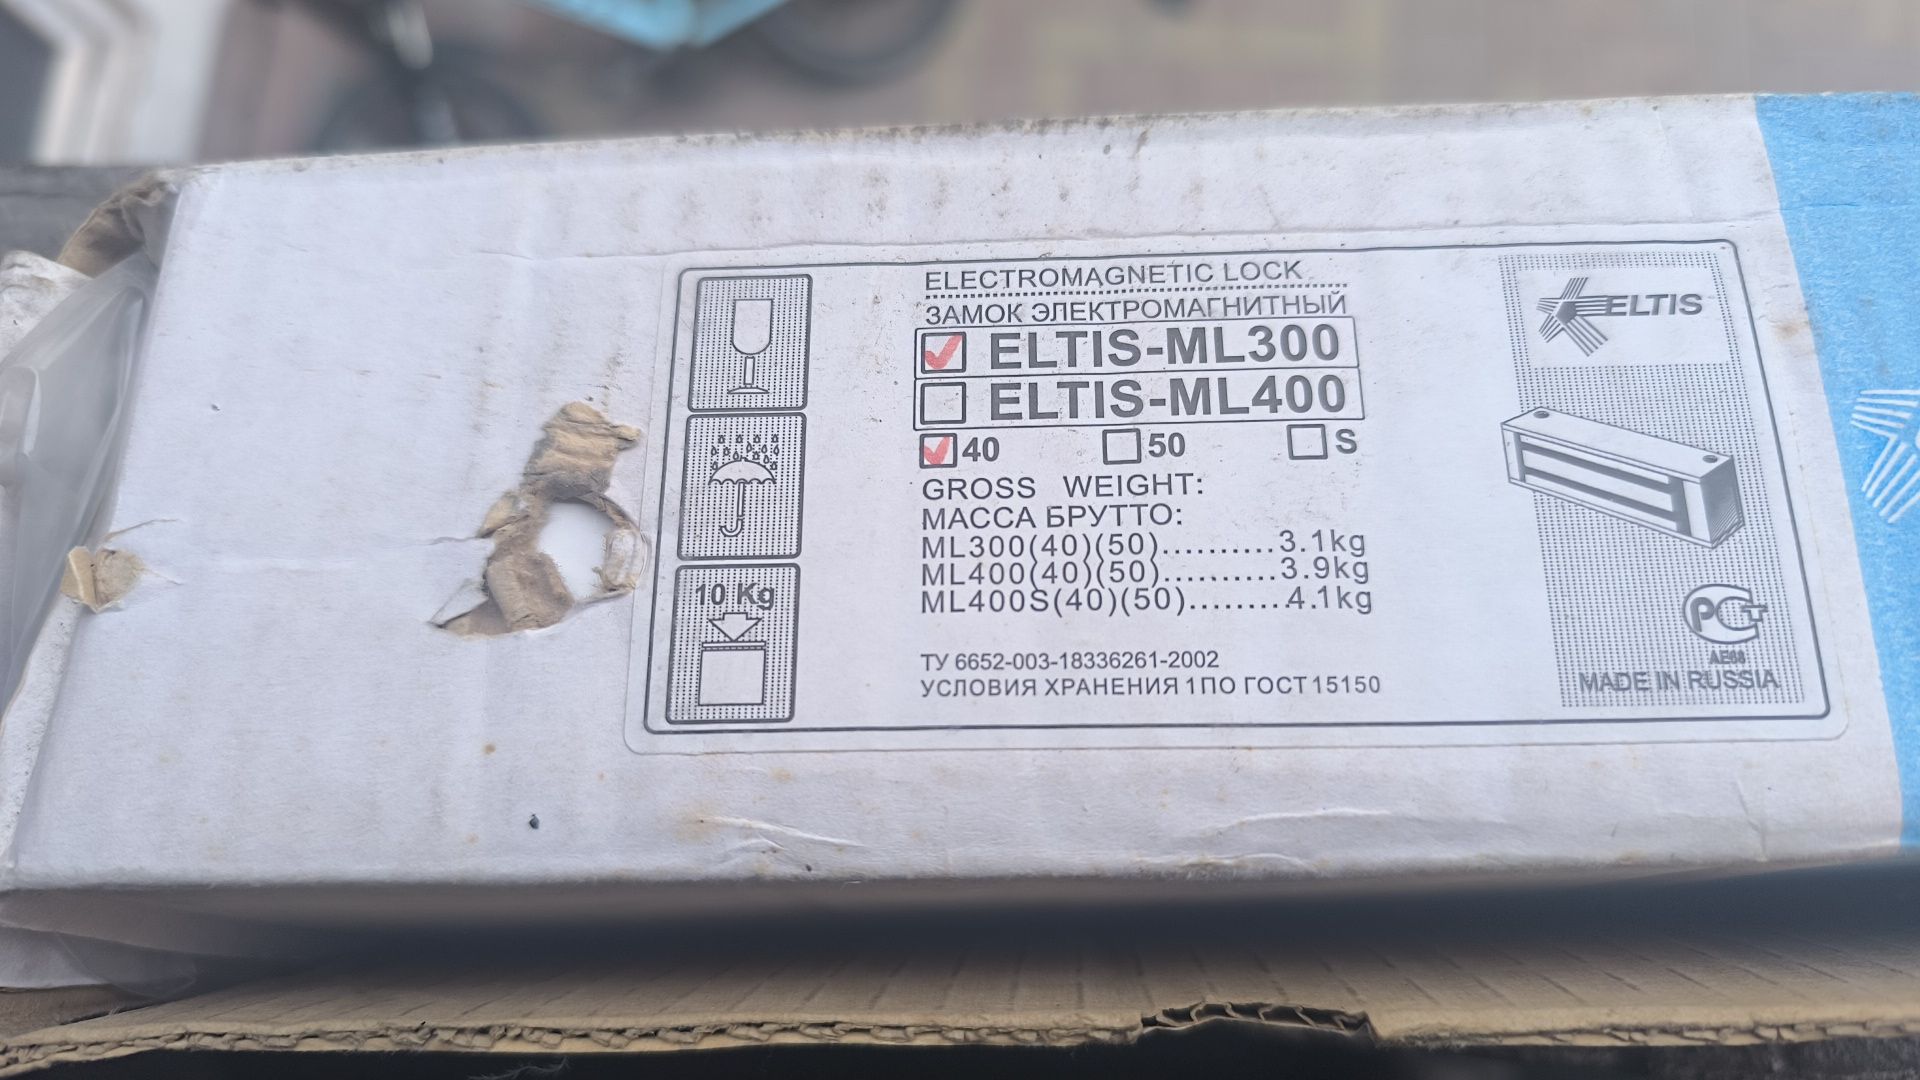 ELECTROMAGNETIC LOCK
ЗАМОК ЭЛЕКТРОМАГНИТНЫЙ
ELTIS-ML300
ELTIS-ML400
40 50 S
GROSS WEIGHT:
МАССА БРУТТО:
ML300(40)(50)..........3.1kg
ML400(40)(50)..........3.9kg
ML400S(40)(50).........4.1kg
ТУ 6652-003-18336261-2002
УСЛОВИЯ ХРАНЕНИЯ 1 ПО ГОСТ 15150
10 Kg
ELTIS
РСТ
MADE IN RUSSIA